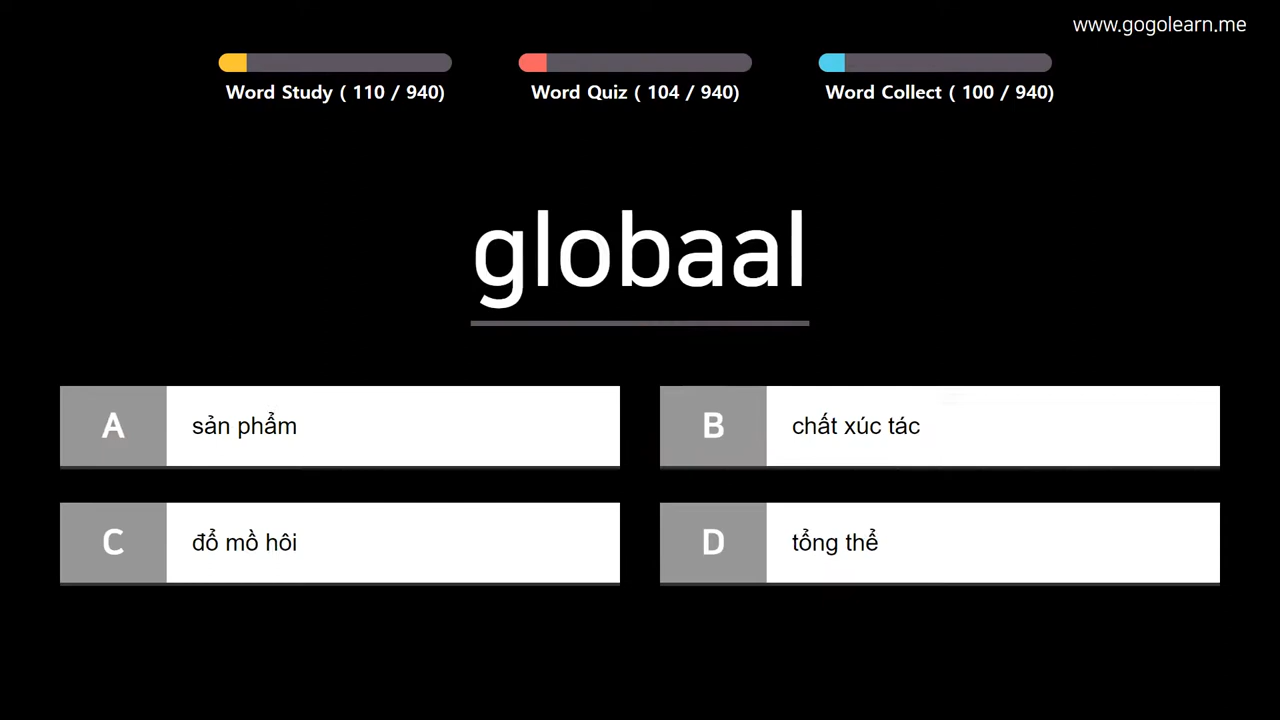 www.gogolearn.me
Word Study ( 110 / 940)
Word Quiz ( 104 / 940)
Word Collect ( 100 / 940)
globaal
A sản phẩm
B chất xúc tác
C đổ mồ hôi
D tổng thể